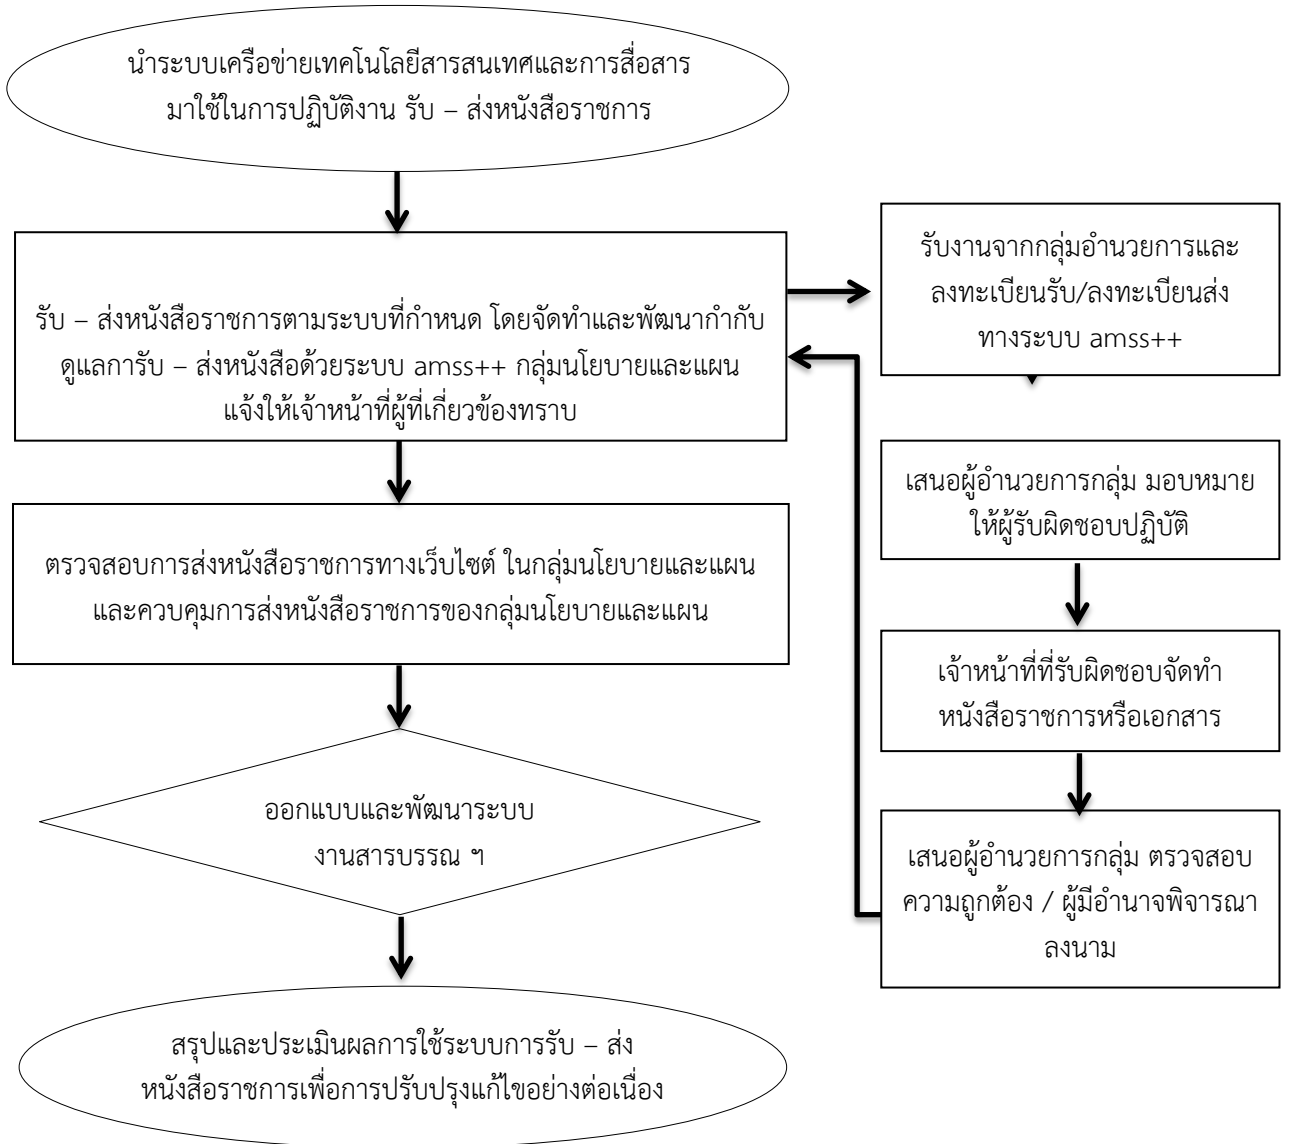 นำระบบเครือข่ายเทคโนโลยีสารสนเทศและการสื่อสาร
มาใช้ในการปฏิบัติงาน รับ – ส่งหนังสือราชการ
รับ – ส่งหนังสือราชการตามระบบที่กำหนด โดยจัดทำและพัฒนากำกับ
ดูแลการับ – ส่งหนังสือด้วยระบบ amss++ กลุ่มนโยบายและแผน
แจ้งให้เจ้าหน้าที่ผู้ที่เกี่ยวข้องทราบ
ตรวจสอบการส่งหนังสือราชการทางเว็บไซต์ ในกลุ่มนโยบายและแผน
และควบคุมการส่งหนังสือราชการของกลุ่มนโยบายและแผน
ออกแบบและพัฒนาระบบ
งานสารบรรณ ฯ
สรุปและประเมินผลการใช้ระบบการรับ – ส่ง
หนังสือราชการเพื่อการปรับปรุงแก้ไขอย่างต่อเนื่อง
รับงานจากกลุ่มอำนวยการและ
ลงทะเบียนรับ/ลงทะเบียนส่ง
ทางระบบ amss++
เสนอผู้อำนวยการกลุ่ม มอบหมาย
ให้ผู้รับผิดชอบปฏิบัติ
เจ้าหน้าที่ที่รับผิดชอบจัดทำ
หนังสือราชการหรือเอกสาร
เสนอผู้อำนวยการกลุ่ม ตรวจสอบ
ความถูกต้อง / ผู้มีอำนาจพิจารณา
ลงนาม